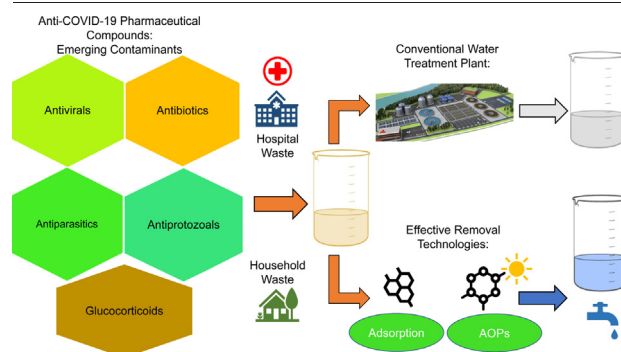 Anti-COVID-19 Pharmaceutical
Compounds:
Emerging Contaminants
Antivirals
Antibiotics
Antiparasitics
Antiprotozoals
Glucocorticoids
Hospital
Waste
Household
Waste
Conventional Water
Treatment Plant:
Effective Removal
Technologies:
Adsorption
AOPs